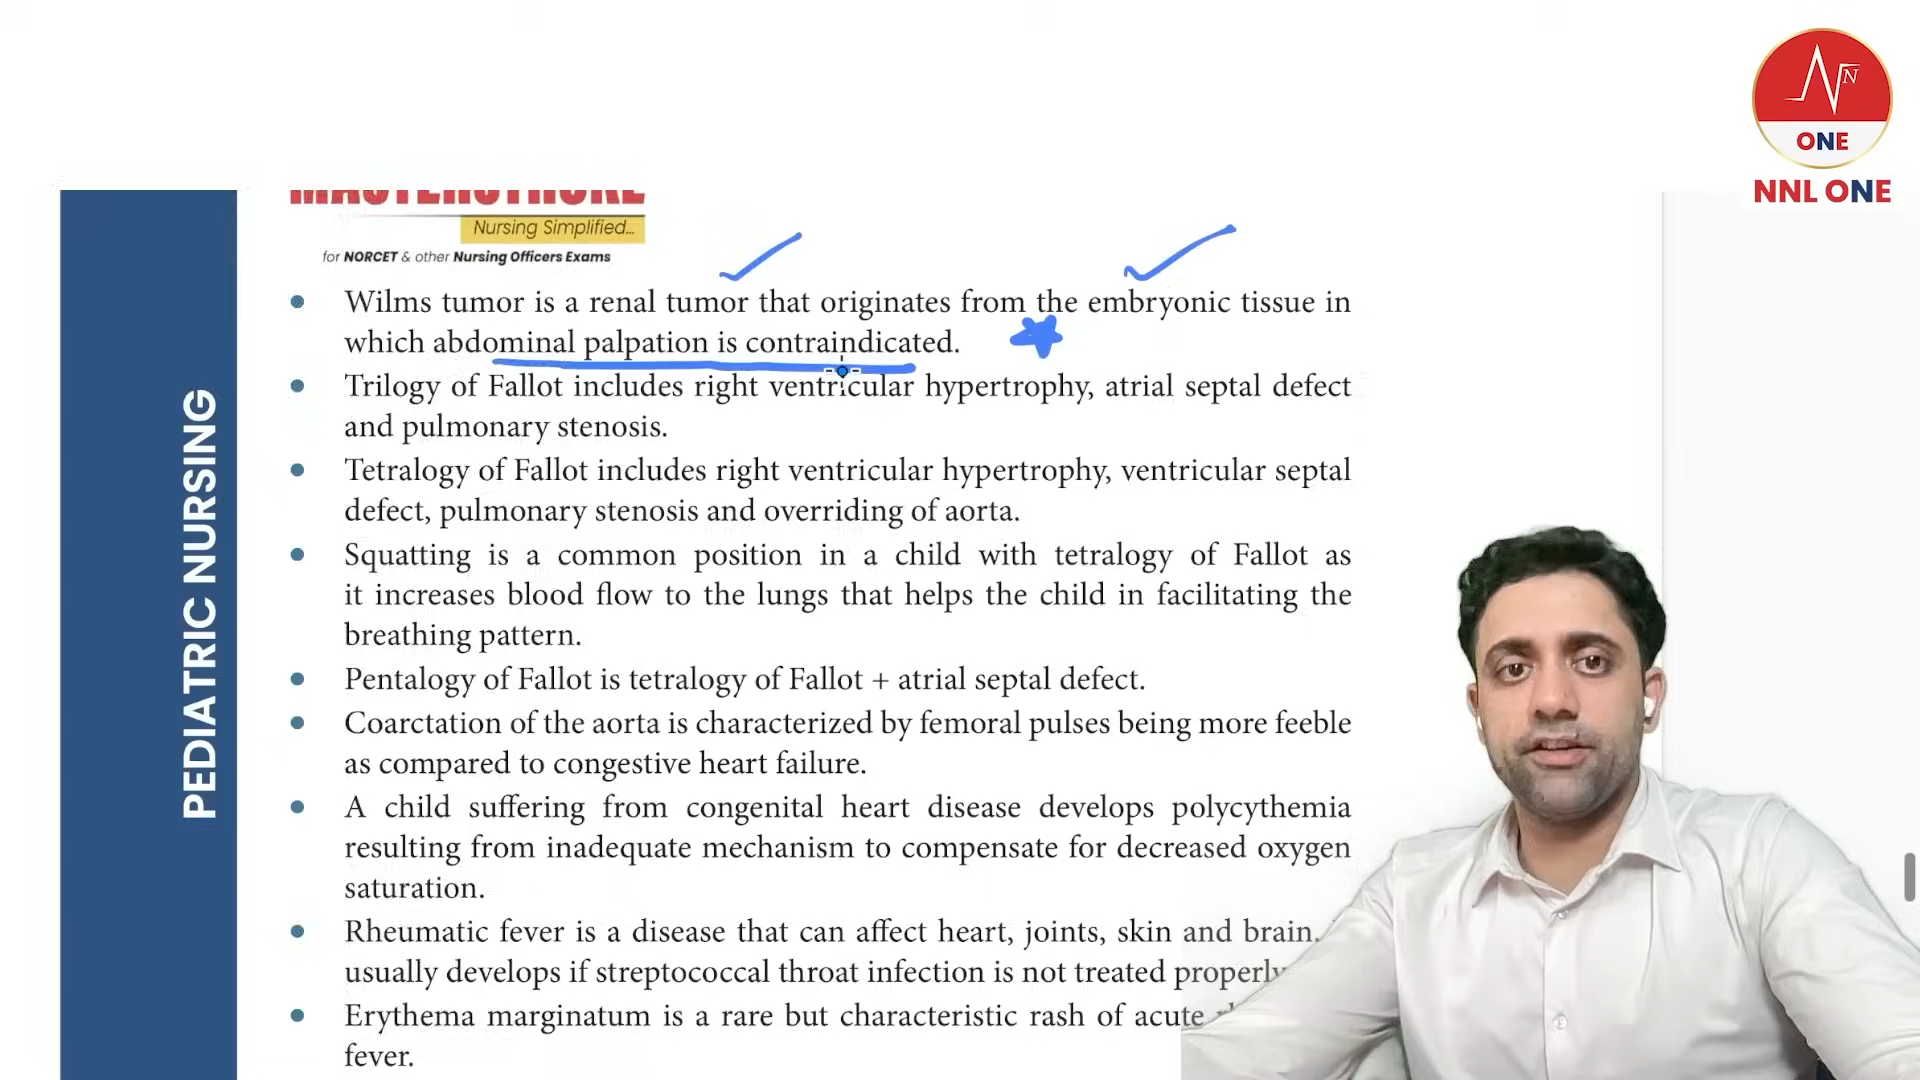 N
ONE
NNL ONE
MASTERSTROKE
Nursing Simplified...
for NORCET & other Nursing Officers Exams
PEDIATRIC NURSING
• Wilms tumor is a renal tumor that originates from the embryonic tissue in
which abdominal palpation is contraindicated.
• Trilogy of Fallot includes right ventricular hypertrophy, atrial septal defect
and pulmonary stenosis.
• Tetralogy of Fallot includes right ventricular hypertrophy, ventricular septal
defect, pulmonary stenosis and overriding of aorta.
• Squatting is a common position in a child with tetralogy of Fallot as
it increases blood flow to the lungs that helps the child in facilitating the
breathing pattern.
• Pentalogy of Fallot is tetralogy of Fallot + atrial septal defect.
• Coarctation of the aorta is characterized by femoral pulses being more feeble
as compared to congestive heart failure.
• A child suffering from congenital heart disease develops polycythemia
resulting from inadequate mechanism to compensate for decreased oxygen
saturation.
• Rheumatic fever is a disease that can affect heart, joints, skin and brain.
usually develops if streptococcal throat infection is not treated properly
• Erythema marginatum is a rare but characteristic rash of acute
fever.